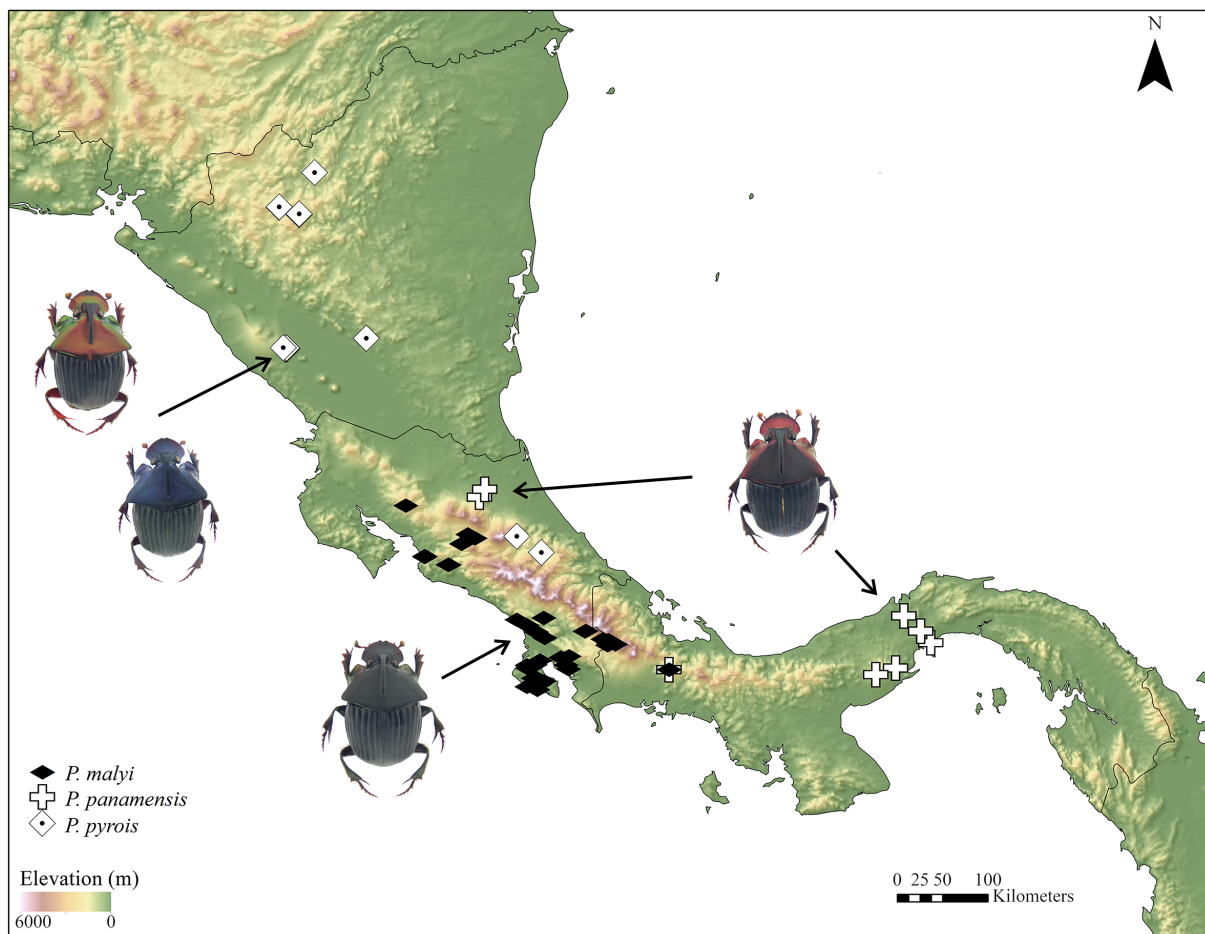 N
P. malyi
P. panamensis
P. pyrois
Elevation (m)
6000 0
0 25 50 100
Kilometers